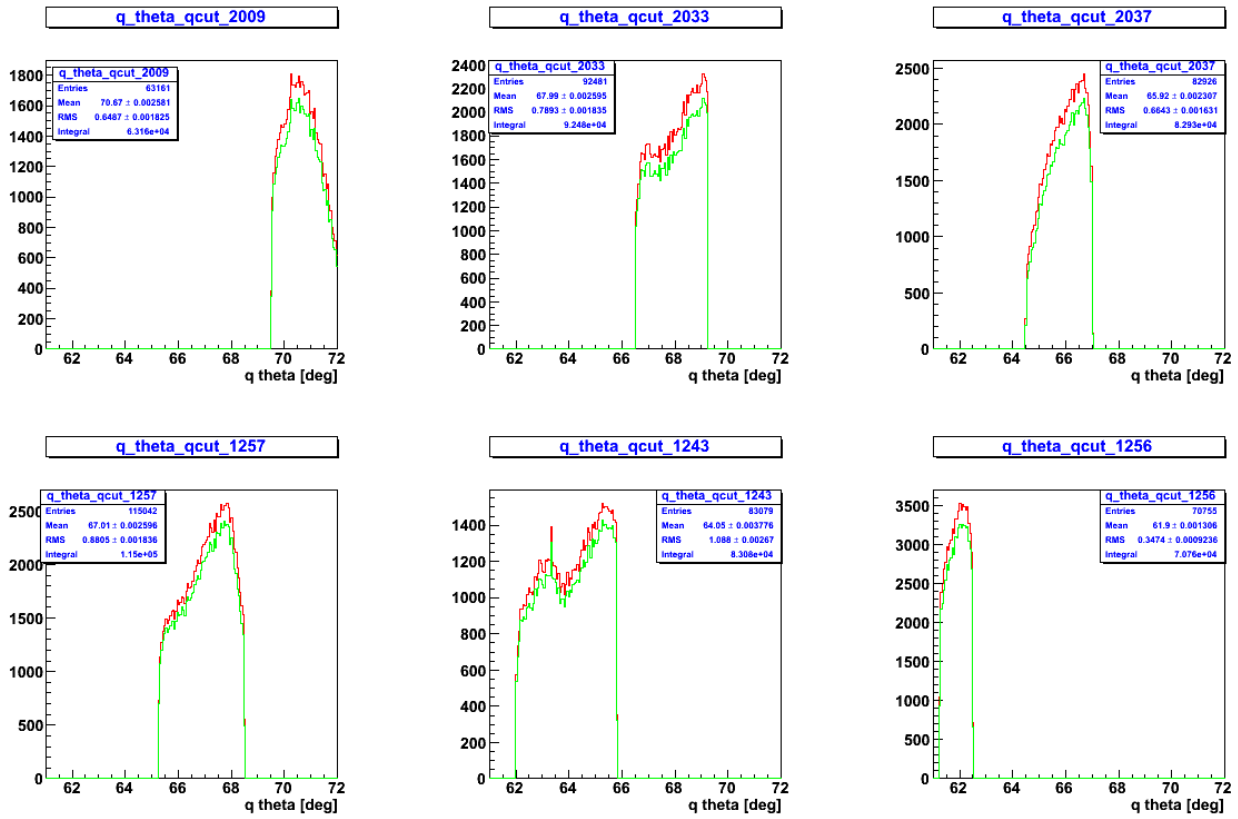 q_theta_qcut_2009
q_theta_qcut_2009
Entries 63161
Mean 70.67 ± 0.002581
RMS 0.6487 ± 0.001825
Integral 6.316e+04
1800
1600
1400
1200
1000
800
600
400
200
0
62 64 66 68 70 72
q theta [deg]
q_theta_qcut_2033
q_theta_qcut_2033
Entries 92481
Mean 67.99 ± 0.002595
RMS 0.7893 ± 0.001835
Integral 9.248e+04
2400
2200
2000
1800
1600
1400
1200
1000
800
600
400
200
0
62 64 66 68 70 72
q theta [deg]
q_theta_qcut_2037
q_theta_qcut_2037
Entries 82926
Mean 65.92 ± 0.002307
RMS 0.6643 ± 0.001631
Integral 8.293e+04
2500
2000
1500
1000
500
0
62 64 66 68 70 72
q theta [deg]
q_theta_qcut_1257
q_theta_qcut_1257
Entries 115042
Mean 67.01 ± 0.002596
RMS 0.8805 ± 0.001836
Integral 1.15e+05
2500
2000
1500
1000
500
0
62 64 66 68 70 72
q theta [deg]
q_theta_qcut_1243
q_theta_qcut_1243
Entries 83079
Mean 64.05 ± 0.003776
RMS 1.088 ± 0.00267
Integral 8.308e+04
1400
1200
1000
800
600
400
200
0
62 64 66 68 70 72
q theta [deg]
q_theta_qcut_1256
q_theta_qcut_1256
Entries 70755
Mean 61.9 ± 0.001306
RMS 0.3474 ± 0.0009236
Integral 7.076e+04
3500
3000
2500
2000
1500
1000
500
0
62 64 66 68 70 72
q theta [deg]